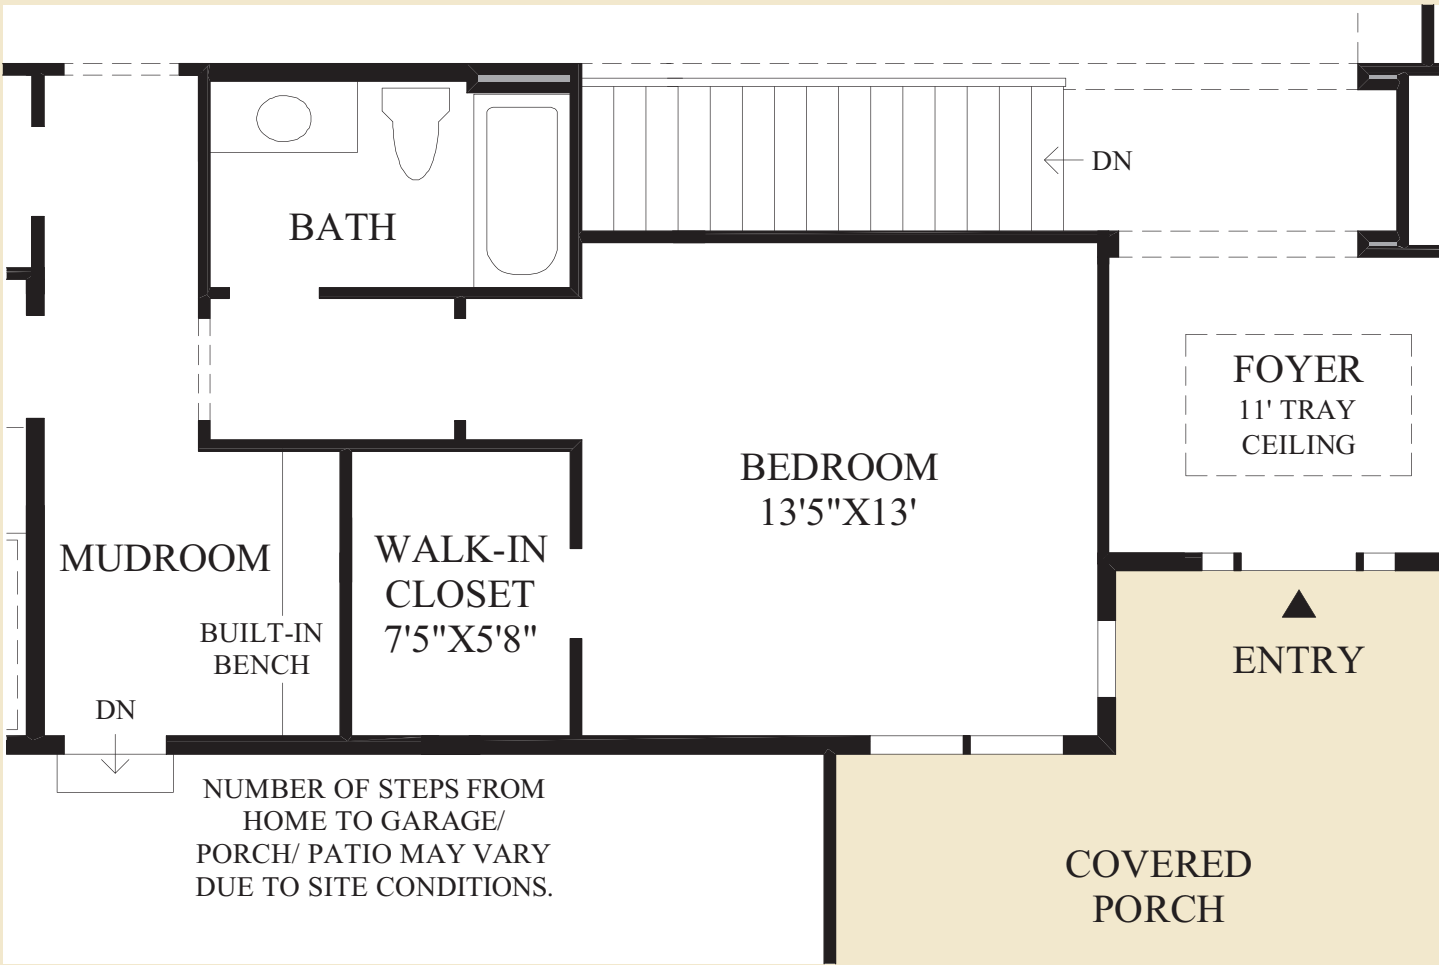 DN
BATH
FOYER
11' TRAY
CEILING
BEDROOM
13'5"X13'
MUDROOM
WALK-IN
CLOSET
7'5"X5'8"
BUILT-IN
BENCH
ENTRY
DN
NUMBER OF STEPS FROM
HOME TO GARAGE/
PORCH/ PATIO MAY VARY
DUE TO SITE CONDITIONS.
COVERED
PORCH